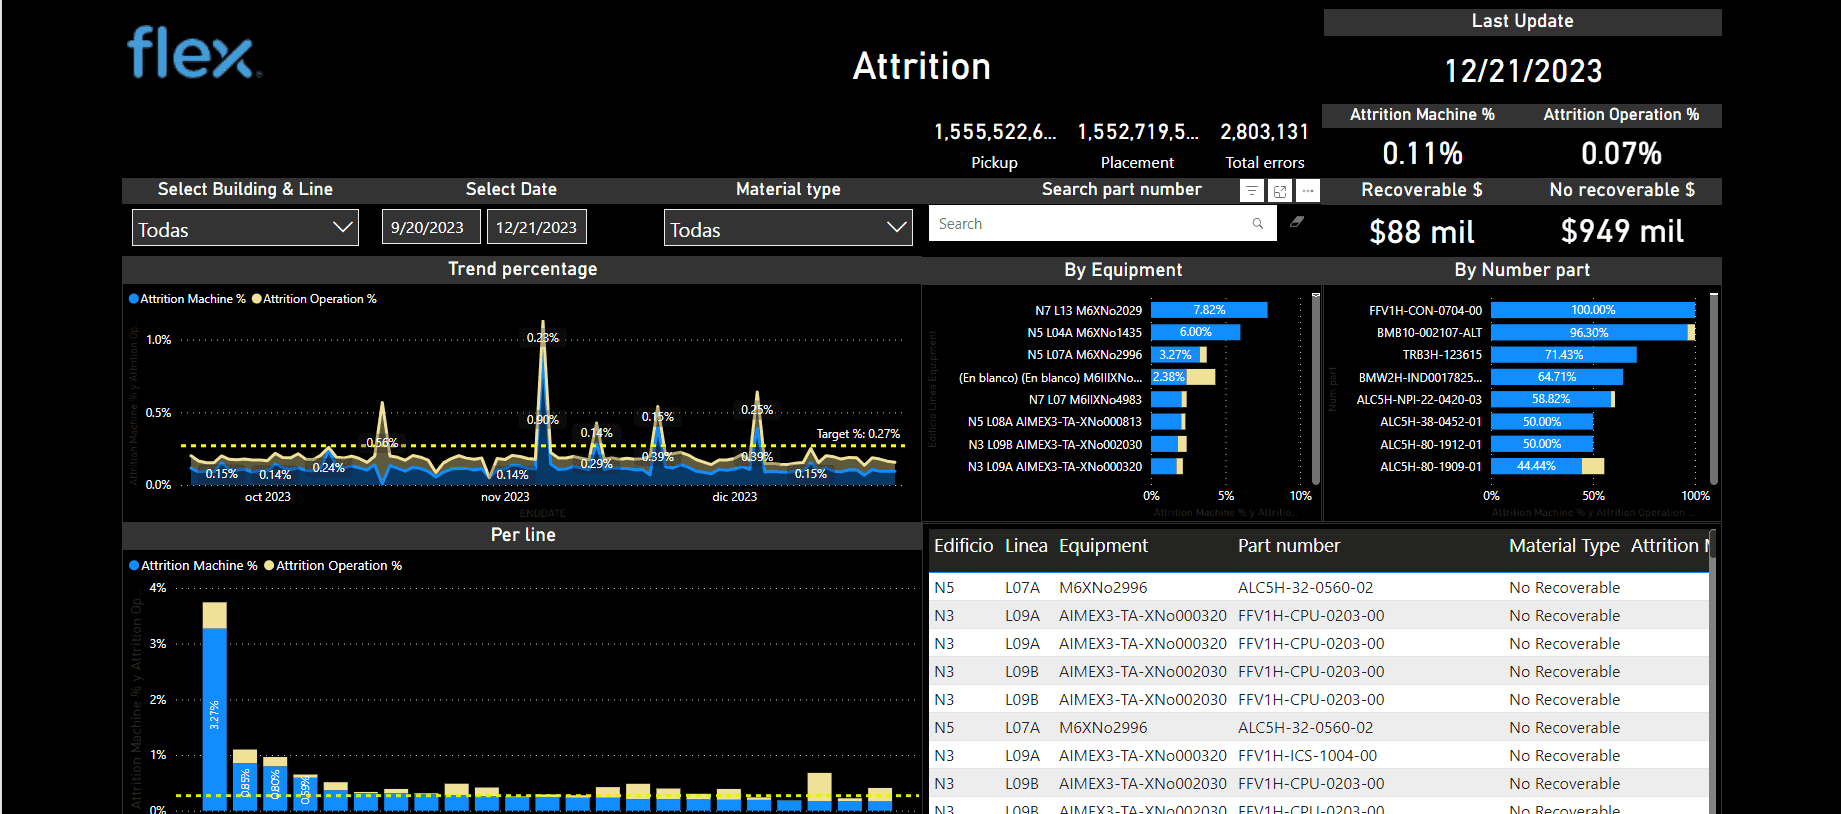 flex
Attrition
Last Update
12/21/2023
1,555,522,6...
Pickup
1,552,719,5...
Placement
2,803,131
Total errors
Attrition Machine %
0.11%
Attrition Operation %
0.07%
Select Building & Line
Todas
Select Date
9/20/2023
12/21/2023
Material type
Todas
Search part number
Search
Recoverable $
$88 mil
No recoverable $
$949 mil
Trend percentage
Attrition Machine %
Attrition Operation %
Attrition Machine % y Attrition Op...
1.0%
0.5%
0.0%
0.15%
0.14%
0.24%
0.56%
0.14%
0.23%
0.90%
0.14%
0.29%
0.15%
0.39%
0.25%
0.39%
0.15%
Target %: 0.27%
oct 2023
nov 2023
dic 2023
ENDDATE
By Equipment
Edificio Linea Equipment
N7 L13 M6XNo2029
7.82%
N5 L04A M6XNo1435
6.00%
N5 L07A M6XNo2996
3.27%
(En blanco) (En blanco) M6IIIXNo...
2.38%
N7 L07 M6IIXNo4983
N5 L08A AIMEX3-TA-XNo000813
N3 L09B AIMEX3-TA-XNo002030
N3 L09A AIMEX3-TA-XNo000320
0%
5%
10%
Attrition Machine % y Attritio...
By Number part
Num part
FFV1H-CON-0704-00
100.00%
BMB10-002107-ALT
96.30%
TRB3H-123615
71.43%
BMW2H-IND0017825...
64.71%
ALC5H-NPI-22-0420-03
58.82%
ALC5H-38-0452-01
50.00%
ALC5H-80-1912-01
50.00%
ALC5H-80-1909-01
44.44%
0%
50%
100%
Attrition Machine % y Attrition Operation ...
Per line
Attrition Machine %
Attrition Operation %
Attrition Machine % y Attrition Op...
4%
3%
2%
1%
0%
3.27%
0.85%
0.80%
0.59%
Edificio Linea Equipment Part number Material Type Attrition M
N5 L07A M6XNo2996 ALC5H-32-0560-02 No Recoverable
N3 L09A AIMEX3-TA-XNo000320 FFV1H-CPU-0203-00 No Recoverable
N3 L09A AIMEX3-TA-XNo000320 FFV1H-CPU-0203-00 No Recoverable
N3 L09B AIMEX3-TA-XNo002030 FFV1H-CPU-0203-00 No Recoverable
N3 L09B AIMEX3-TA-XNo002030 FFV1H-CPU-0203-00 No Recoverable
N5 L07A M6XNo2996 ALC5H-32-0560-02 No Recoverable
N3 L09A AIMEX3-TA-XNo000320 FFV1H-ICS-1004-00 No Recoverable
N3 L09B AIMEX3-TA-XNo002030 FFV1H-CPU-0203-00 No Recoverable
N3 L09B AIMEX3-TA-XNo002030 FFV1H-CPU-0203-00 No Recoverable